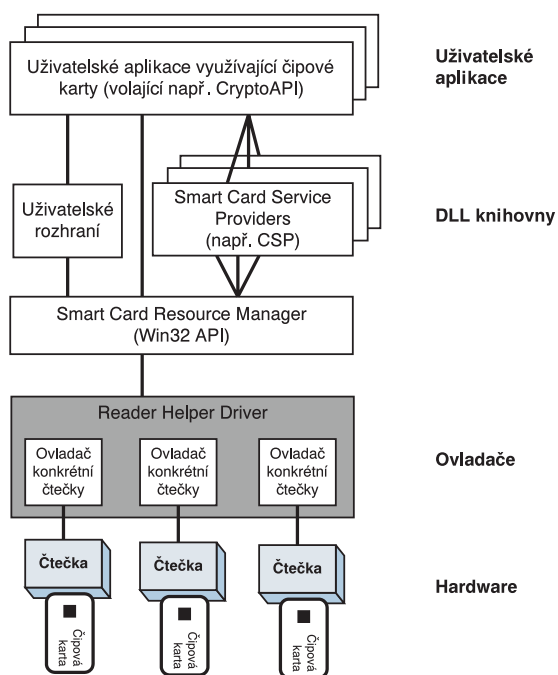 Uživatelské aplikace využívající čipové
karty (volající např. CryptoAPI)
Uživatelské
aplikace
Uživatelské
rozhraní
Smart Card Service
Providers
(např. CSP)
DLL knihovny
Smart Card Resource Manager
(Win32 API)
Reader Helper Driver
Ovladač
konkrétní
čtečky
Ovladač
konkrétní
čtečky
Ovladač
konkrétní
čtečky
Ovladače
Čtečka
Čtečka
Čtečka
Hardware
Čipová
karta
Čipová
karta
Čipová
karta